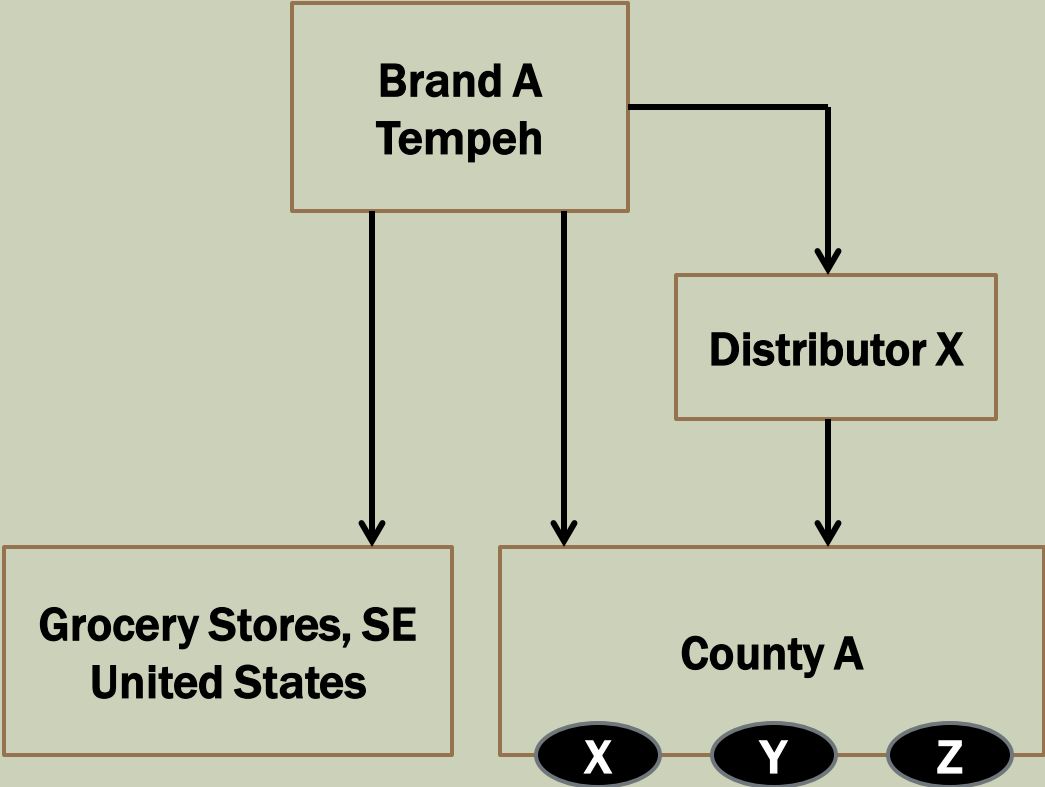 Brand A
Tempeh
Distributor X
Grocery Stores, SE
United States
County A
X
Y
Z